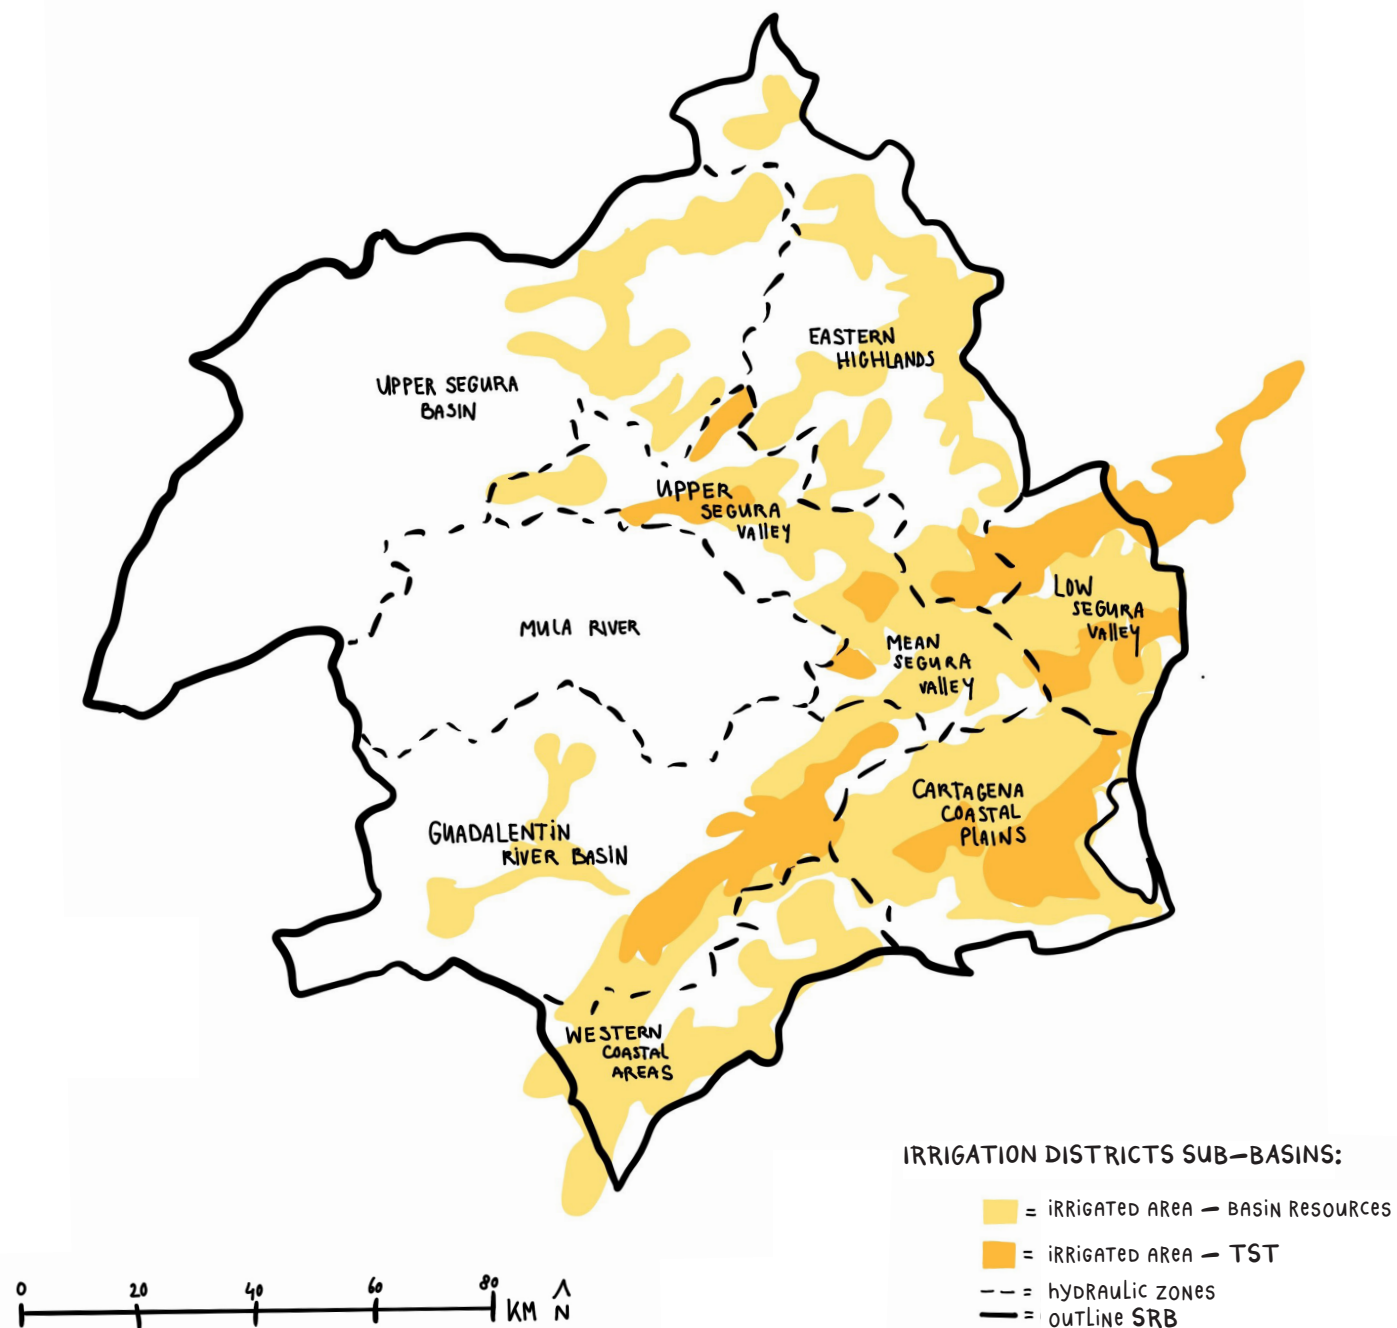 EASTERN
HIGHLANDS
UPPER SEGURA
BASIN
UPPER
SEGURA
VAllEY
LOW
SEGURA
VAllEY
MULA RIVER
MEAN
SEGURA
VAllEY
CARTAGENA
COASTAL
PLAINS
GUADALENTiN
RiVER BASiN
WESTERN
COASTAL
AREAS
IRRIGATION DISTRICTS SUB-BASINS:
= iRRiGATED AREA - BASiN RESOURCES
= iRRiGATED AREA - TST
= hyDRAULiC ZONES
= OUTLiNE SRB
0 20 40 60 80 KM N